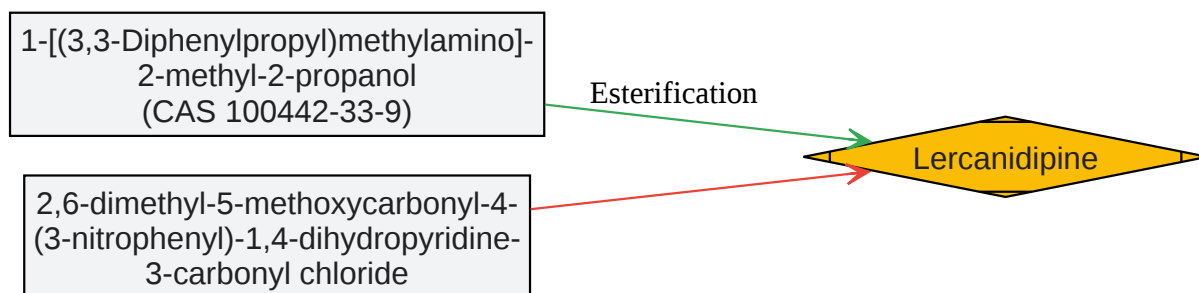 1-[(3,3-Diphenylpropyl)methylamino]-
2-methyl-2-propanol
(CAS 100442-33-9)
Esterification
Lercanidipine
2,6-dimethyl-5-methoxycarbonyl-4-
(3-nitrophenyl)-1,4-dihydropyridine-
3-carbonyl chloride